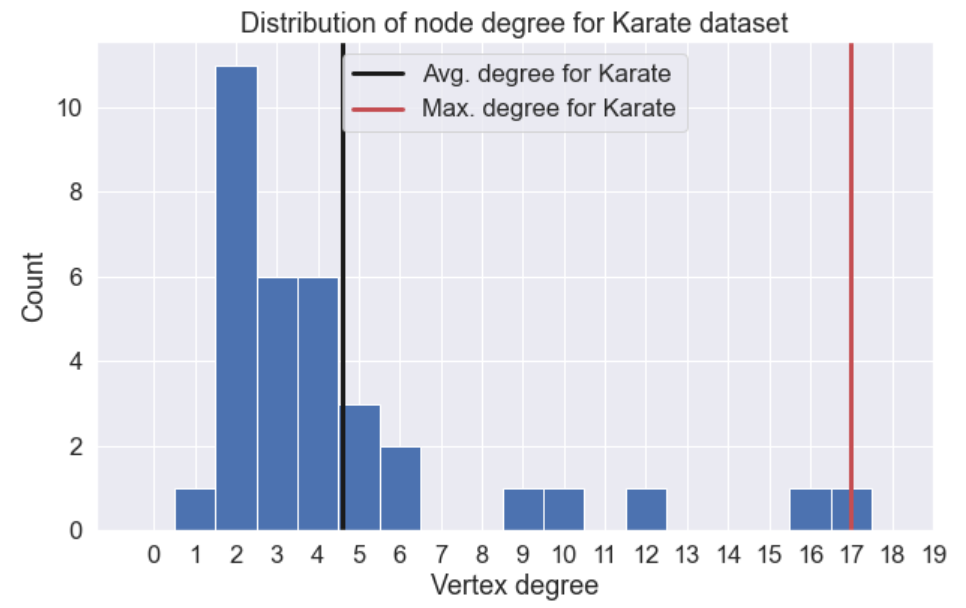 Distribution of node degree for Karate dataset
Avg. degree for Karate
Max. degree for Karate
10
8
6
4
2
0
Count
0 1 2 3 4 5 6 7 8 9 10 11 12 13 14 15 16 17 18 19
Vertex degree